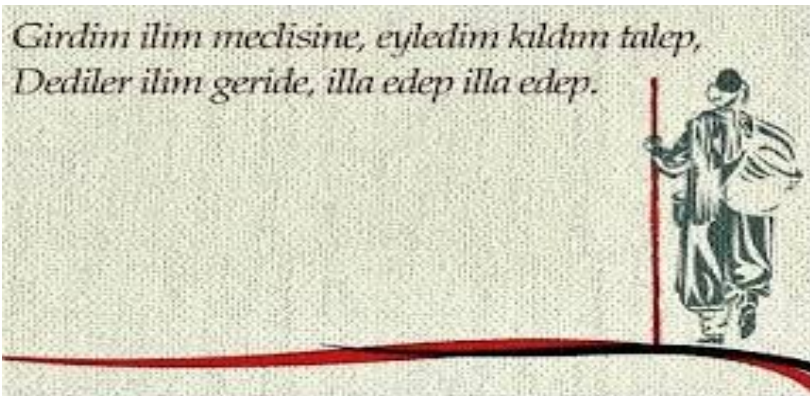 Girdim ilim meclisine, eyledim kıldım talep,
Dediler ilim geride, illa edep illa edep.